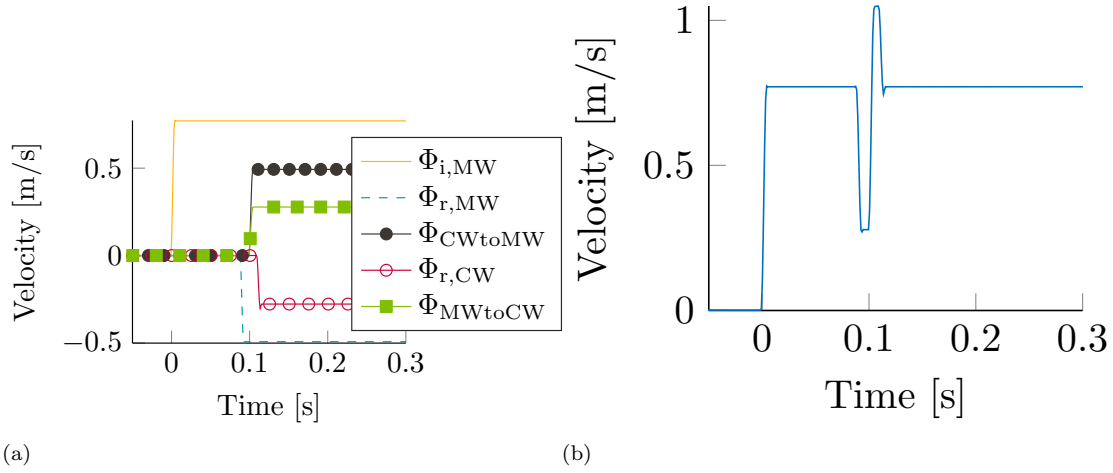 0.5
0
−0.5
0
0.1
0.2
0.3
Velocity [m/s]
Time [s]
Φi,MW
Φr,MW
ΦCWtoMW
Φr,CW
ΦMWtoCW
(a)
1
0.5
0
0
0.1
0.2
0.3
Velocity [m/s]
Time [s]
(b)